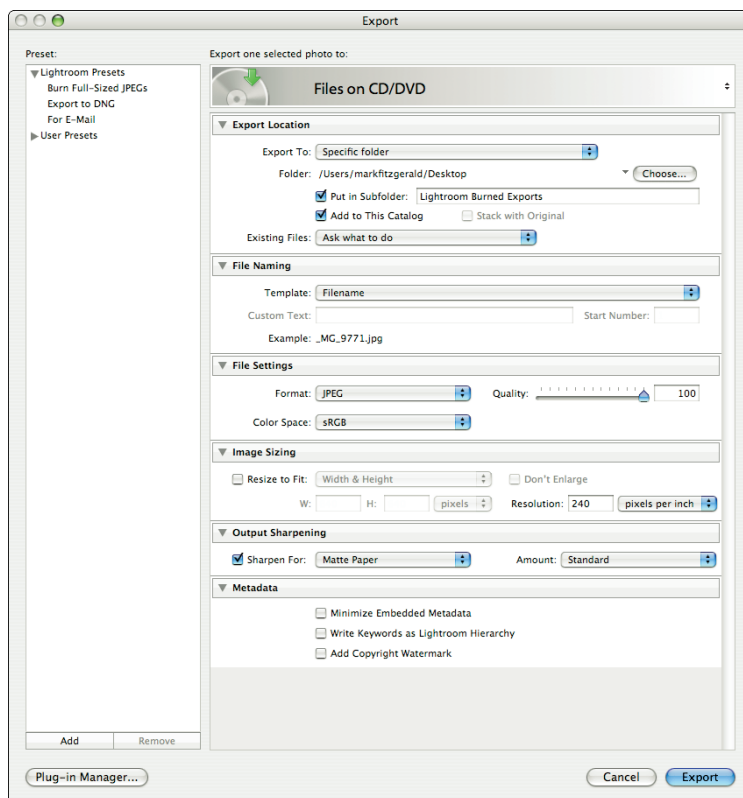 Export
Preset:
Export one selected photo to:
Lightroom Presets
Burn Full-Sized JPEGs
Export to DNG
For E-Mail
User Presets
Files on CD/DVD
Export Location
Export To: Specific folder
Folder: /Users/markfitzgerald/Desktop Choose...
Put in Subfolder: Lightroom Burned Exports
Add to This Catalog Stack with Original
Existing Files: Ask what to do
File Naming
Template: Filename
Custom Text: Start Number:
Example: _MG_9771.jpg
File Settings
Format: JPEG Quality: 100
Color Space: sRGB
Image Sizing
Resize to Fit: Width & Height Don't Enlarge
W: H: pixels Resolution: 240 pixels per inch
Output Sharpening
Sharpen For: Matte Paper Amount: Standard
Metadata
Minimize Embedded Metadata
Write Keywords as Lightroom Hierarchy
Add Copyright Watermark
Add Remove
Plug-in Manager... Cancel Export